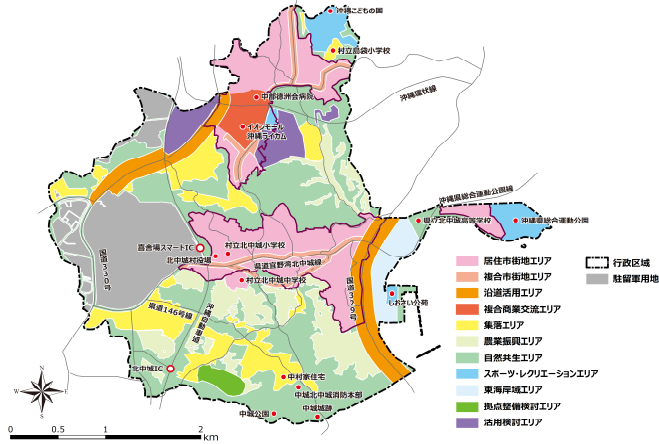 沖縄こどもの国
村立島袋小学校
沖縄環状線
中部徳洲会病院
イオンモール
沖縄ライカム
沖縄県総合運動公園線
県立北中城高等学校
沖縄県総合運動公園
喜舎場スマートIC
村立北中城小学校
北中城村役場
県道宜野湾北中城線
国道330号
村立北中城中学校
国道329号
しおさい公苑
県道146号線
沖縄自動車道
北中城IC
中村家住宅
中城北中城消防本部
中城公園
中城城跡
居住市街地エリア
複合市街地エリア
沿道活用エリア
複合商業交流エリア
集落エリア
農業振興エリア
自然共生エリア
スポーツ・レクリエーションエリア
東海岸域エリア
拠点整備検討エリア
活用検討エリア
行政区域
駐留軍用地
N
0 0.5 1 2
km